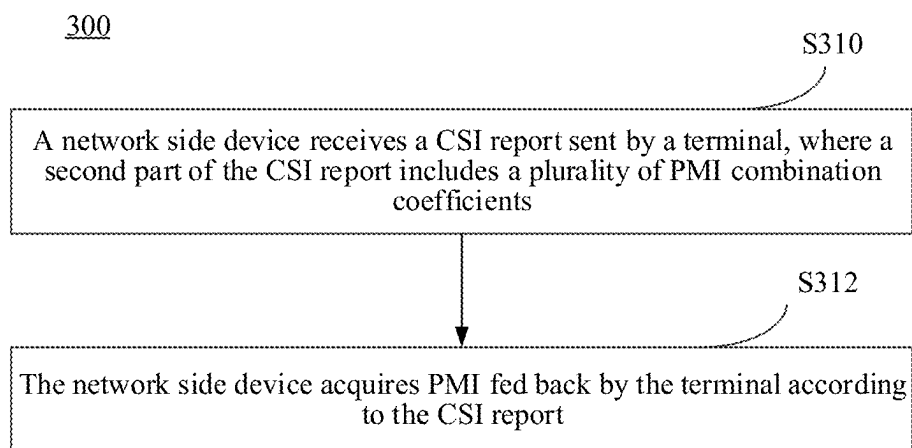 300
S310
A network side device receives a CSI report sent by a terminal, where a
second part of the CSI report includes a plurality of PMI combination
coefficients
S312
The network side device acquires PMI fed back by the terminal according
to the CSI report